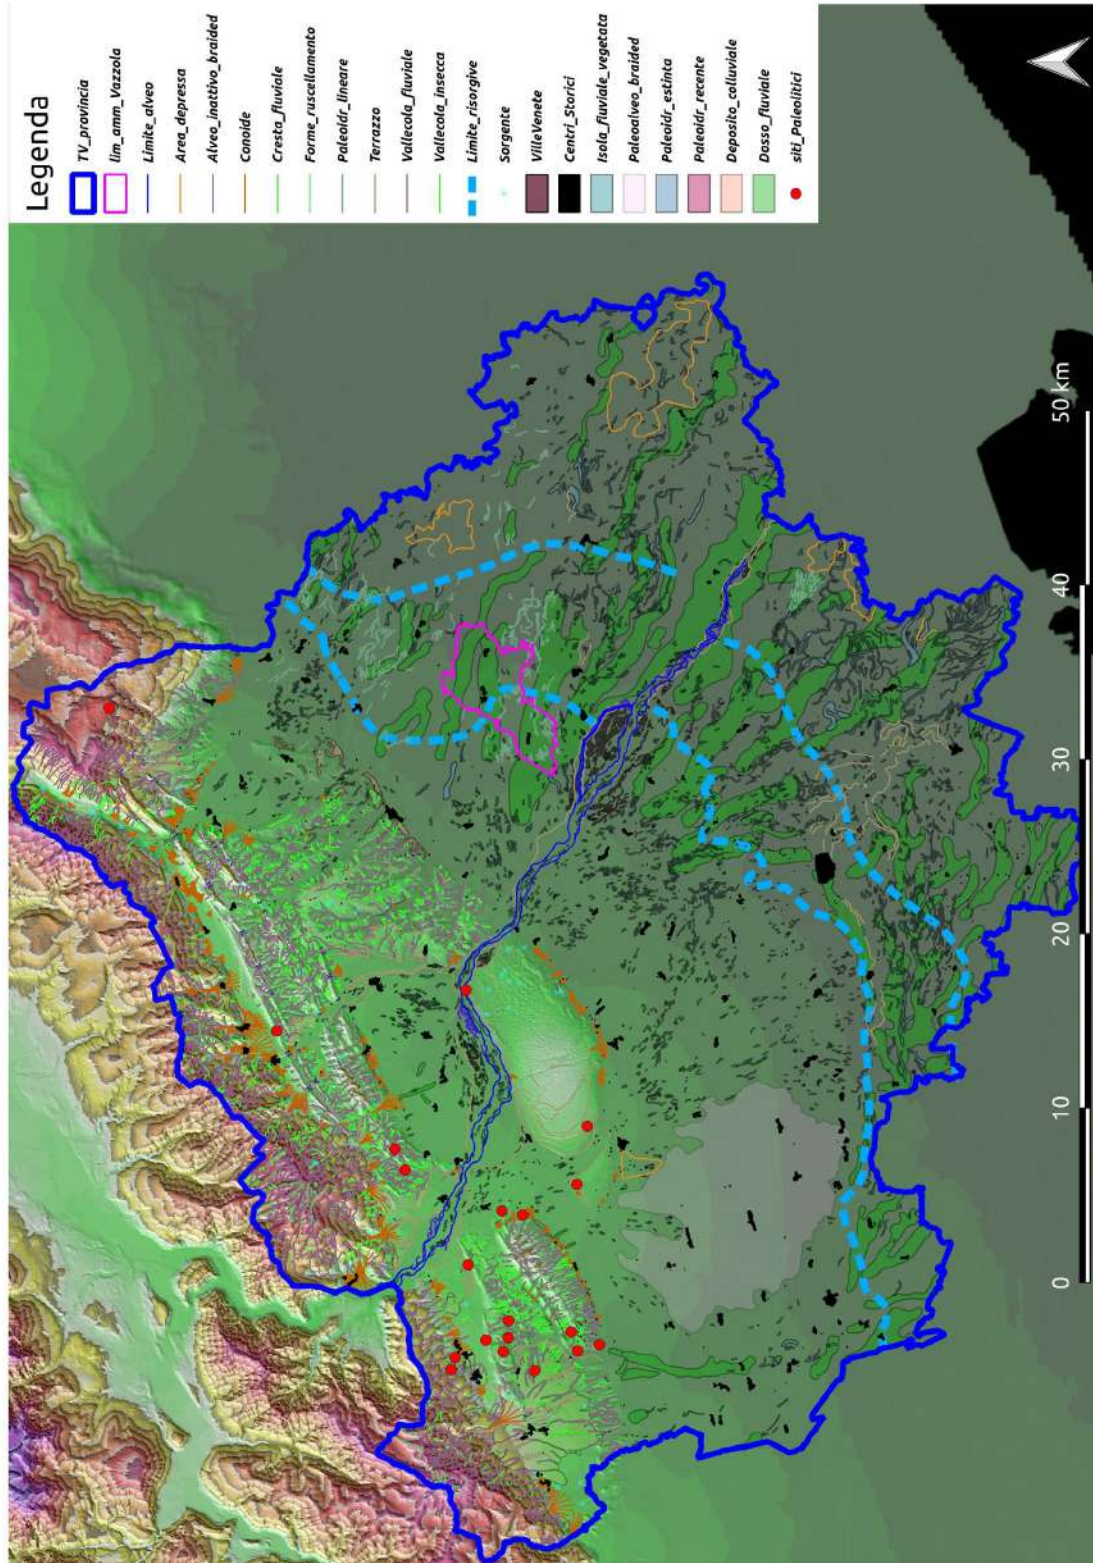 Legenda
TV_provincia
lim_amm_Vazzola
Limite_alveo
Area_depressa
Alveo_inattivo_braided
Conoide
Cresta_fluviale
Forme_ruscellamento
Paleoidr_lineare
Terrazzo
Vallecola_fluviale
Vallecola_insecca
Limite_risorgive
Sorgente
VilleVenete
Centri_Storici
Isola_fluviale_vegetata
Paleoalveo_braided
Paleoidr_estinta
Paleoidr_recente
Deposito_colluviale
Dosso_fluviale
siti_Paleolitici
0 10 20 30 40 50 km